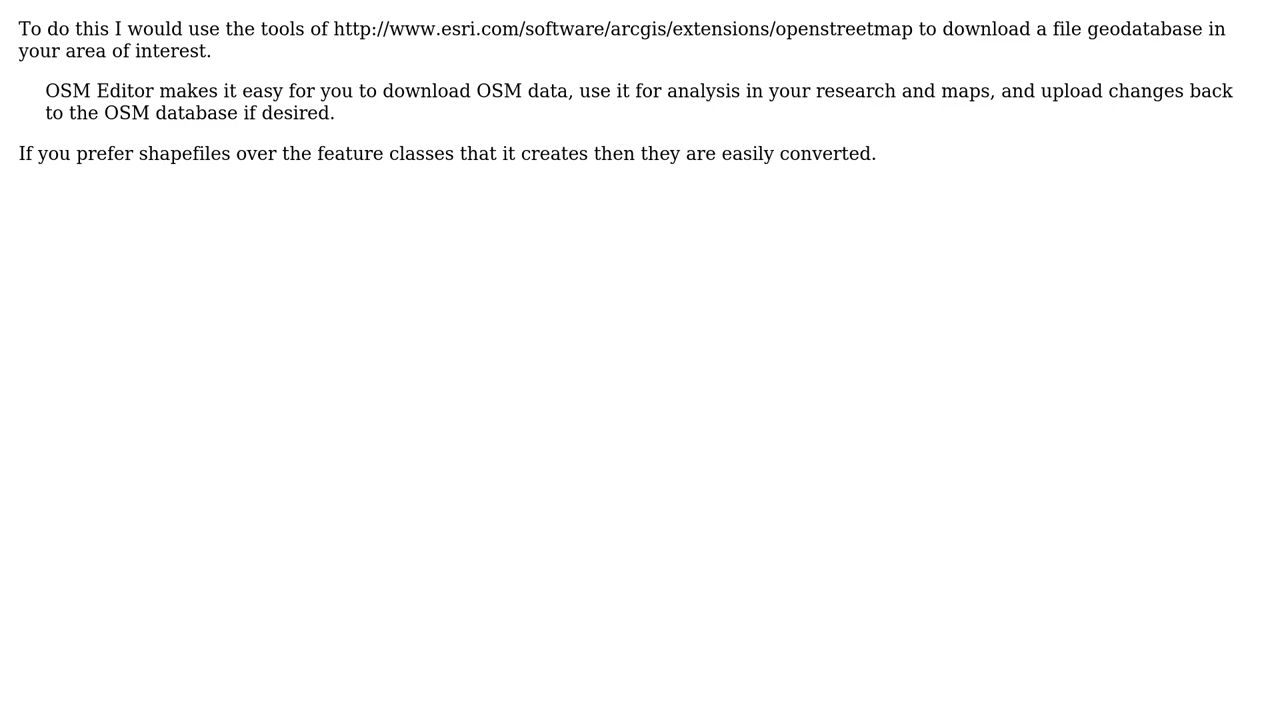 To do this I would use the tools of http://www.esri.com/software/arcgis/extensions/openstreetmap to download a file geodatabase in
your area of interest.
OSM Editor makes it easy for you to download OSM data, use it for analysis in your research and maps, and upload changes back
to the OSM database if desired.
If you prefer shapefiles over the feature classes that it creates then they are easily converted.